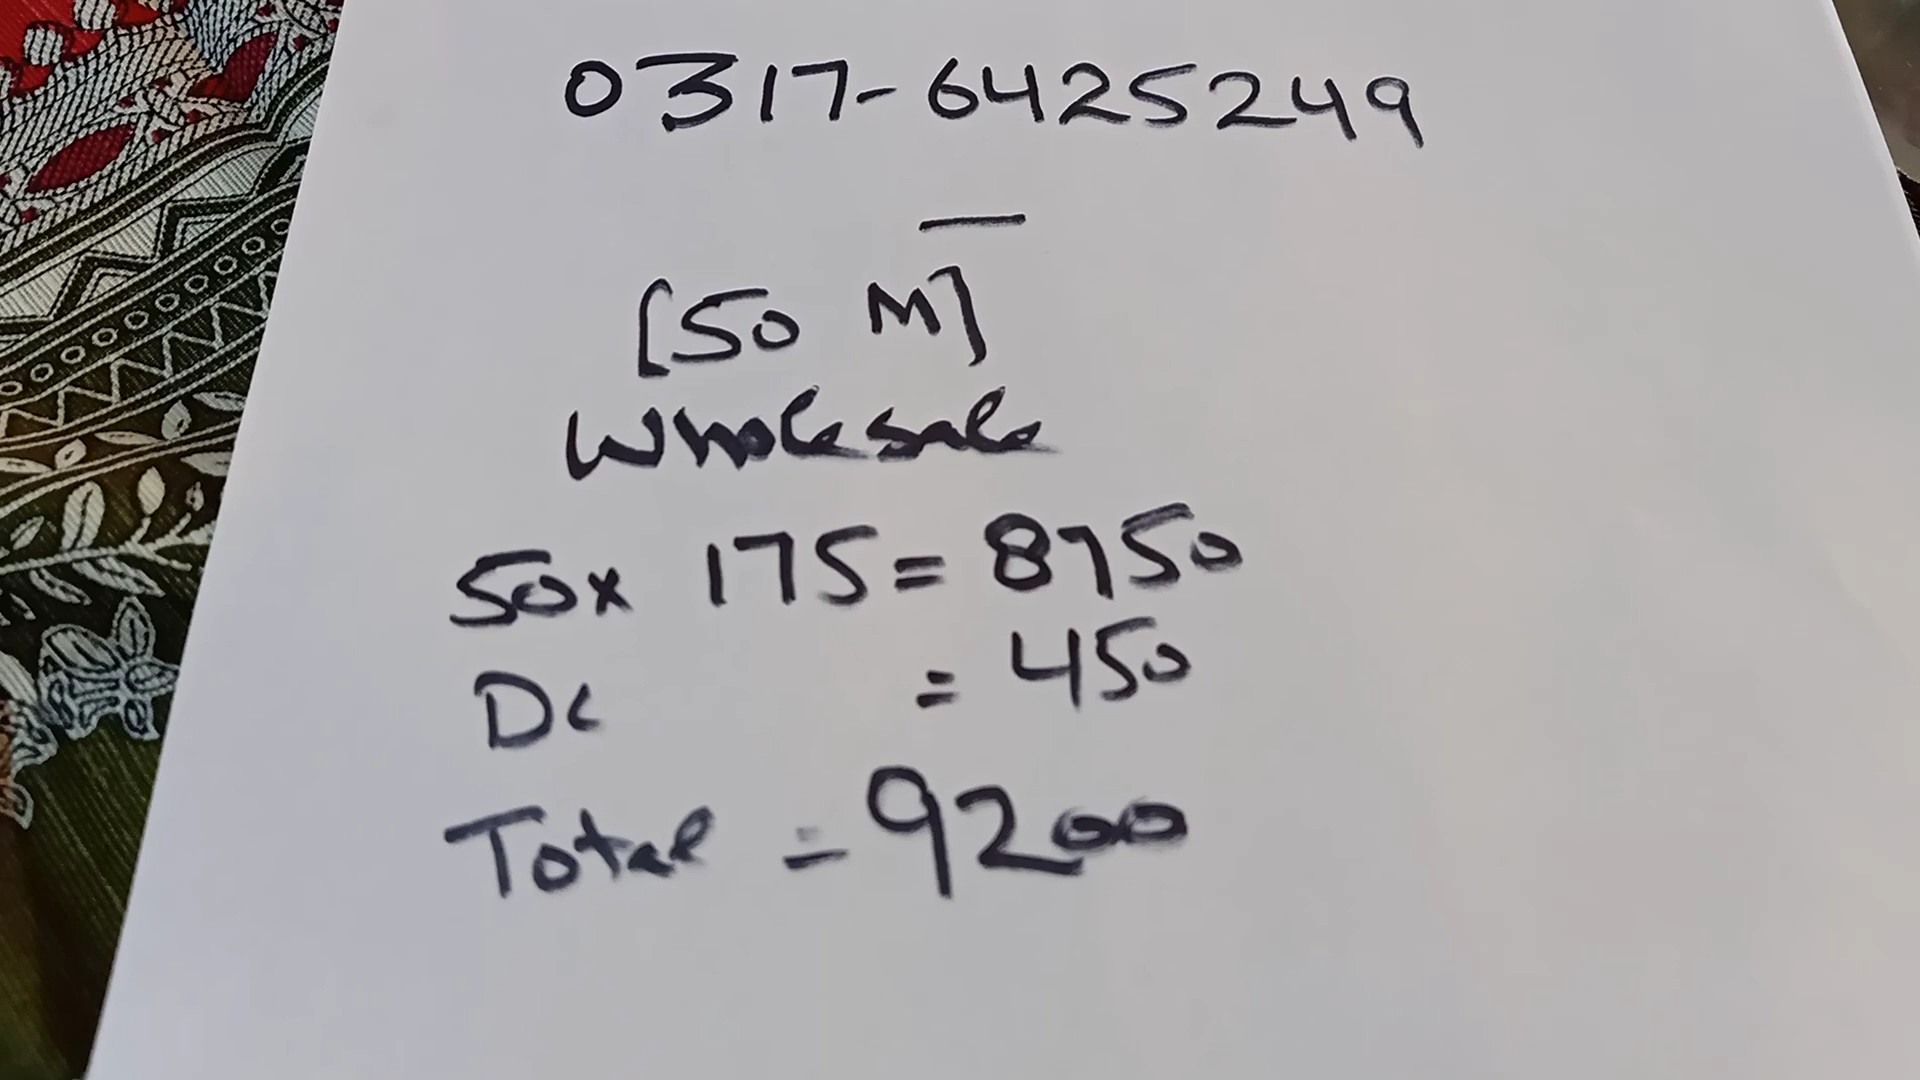 0317-6425249
[50 M]
Wholesale
50x 175 = 8750
DC = 450
Total = 9200